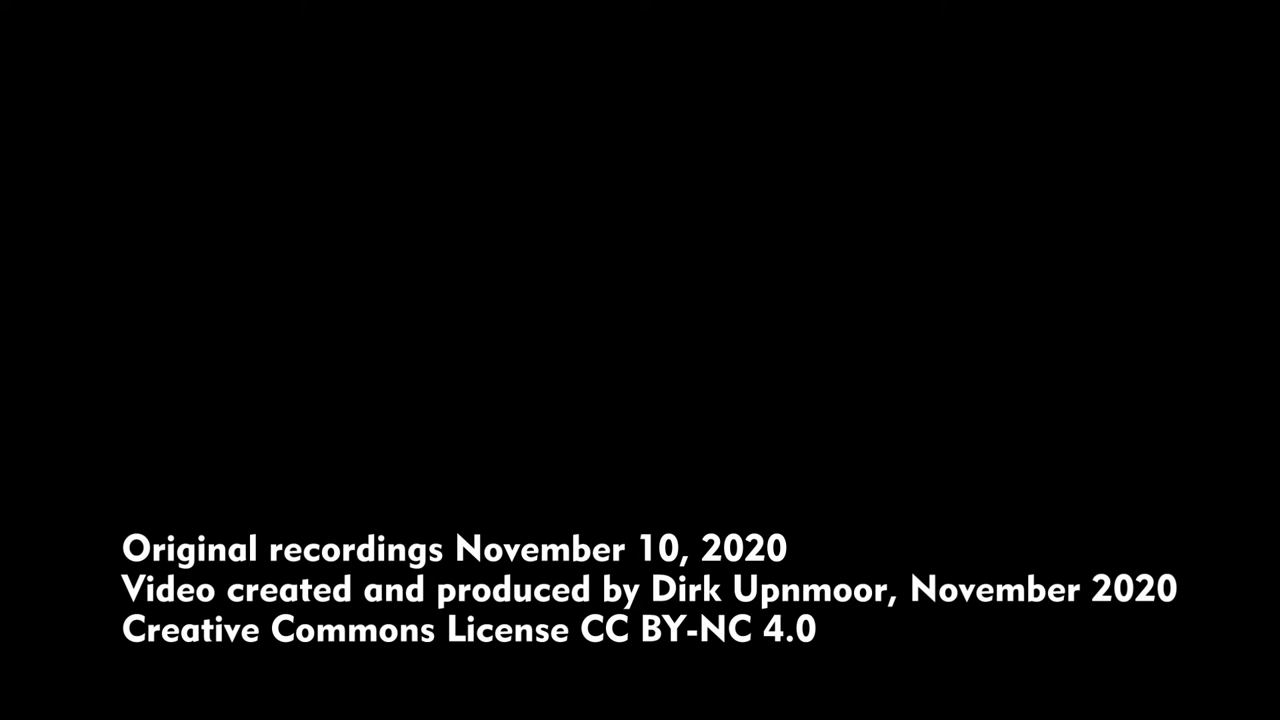 Original recordings November 10, 2020
Video created and produced by Dirk Upnmoor, November 2020
Creative Commons License CC BY-NC 4.0